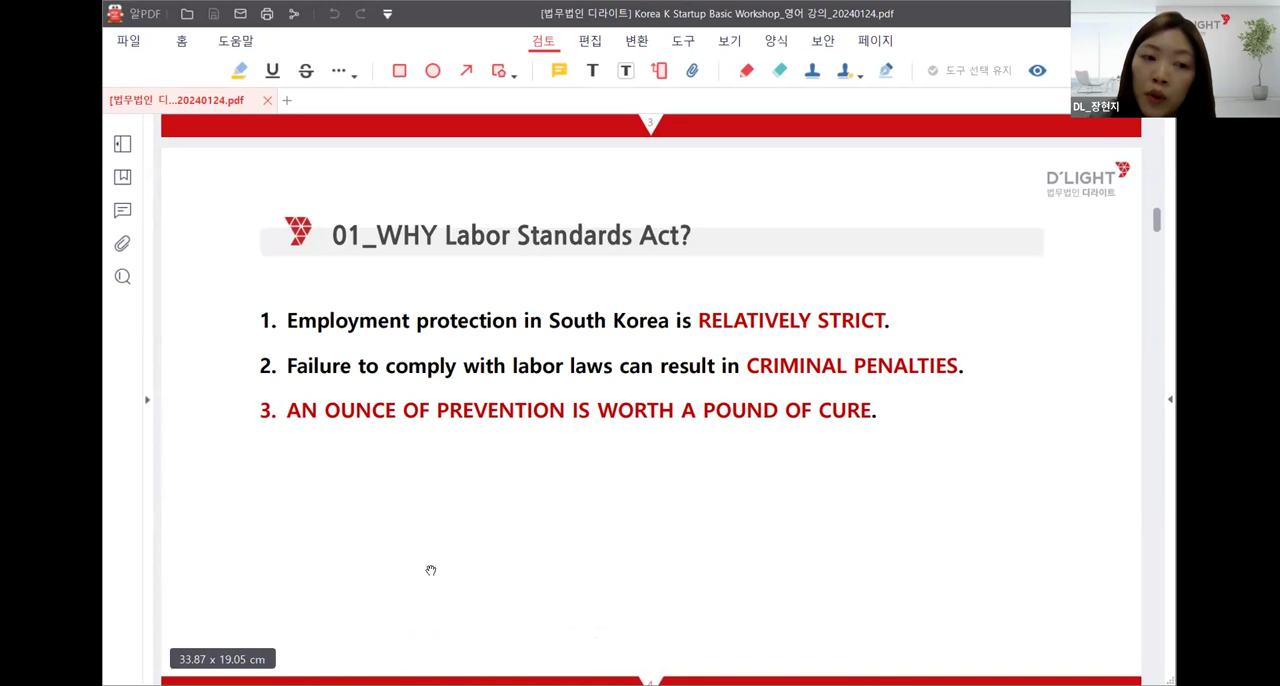 알PDF
[법무법인 디라이트] Korea K Startup Basic Workshop_영어 강의_20240124.pdf
파일 홈 도움말 검토 편집 변환 도구 보기 양식 보안 페이지
도구 선택 유지
[법무법인 디...20240124.pdf
DL_장현지
3
D'LIGHT
법무법인 디라이트
01_WHY Labor Standards Act?
1. Employment protection in South Korea is RELATIVELY STRICT.
2. Failure to comply with labor laws can result in CRIMINAL PENALTIES.
3. AN OUNCE OF PREVENTION IS WORTH A POUND OF CURE.
33.87 x 19.05 cm
4